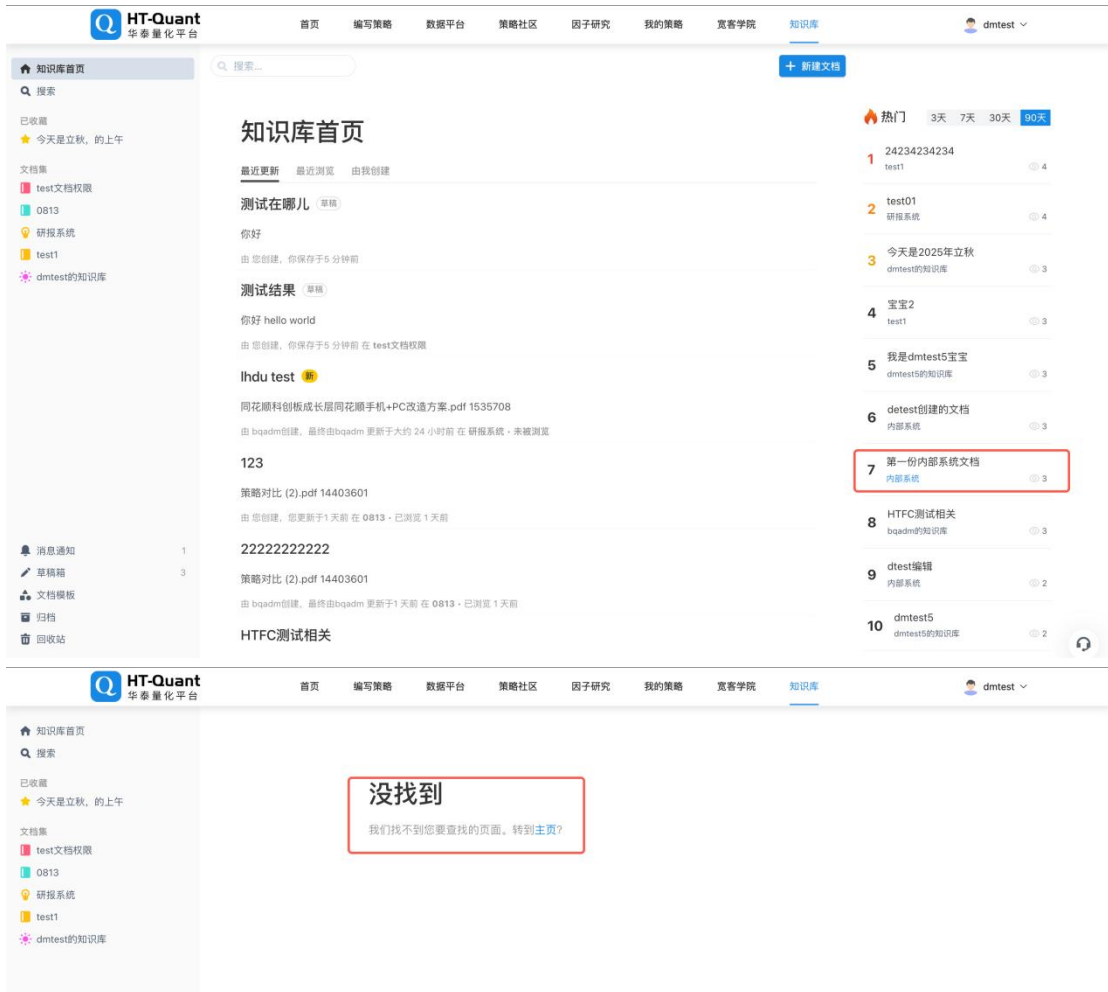 HT-Quant
华泰量化平台
首页 编写策略 数据平台 策略社区 因子研究 我的策略 宽客学院 知识库
dmtest
知识库首页
搜索
已收藏
今天是立秋，的上午
文档集
test文档权限
0813
研报系统
test1
dmtest的知识库
消息通知 1
草稿箱 3
文档模板
归档
回收站
搜索...
+ 新建文档
知识库首页
最近更新 最近浏览 由我创建
测试在哪儿 草稿
你好
由 您创建，你保存于5 分钟前
测试结果 草稿
你好 hello world
由 您创建，你保存于5 分钟前 在 test文档权限
lhdu test 新
同花顺科创板成长层同花顺手机+PC改造方案.pdf 1535708
由 bqadm创建，最终由bqadm 更新于大约 24 小时前 在 研报系统 · 未被浏览
123
策略对比 (2).pdf 14403601
由 您创建，您更新于1 天前 在 0813 · 已浏览 1 天前
22222222222
策略对比 (2).pdf 14403601
由 bqadm创建，最终由bqadm 更新于1 天前 在 0813 · 已浏览 1 天前
HTFC测试相关
热门 3天 7天 30天 90天
1 24234234234
test1 4
2 test01
研报系统 4
3 今天是2025年立秋
dmtest的知识库 3
4 宝宝2
test1 3
5 我是dmtest5宝宝
dmtest5的知识库 3
6 detest创建的文档
内部系统 3
7 第一份内部系统文档
内部系统 3
8 HTFC测试相关
bqadm的知识库 3
9 dtest编辑
内部系统 2
10 dmtest5
dmtest5的知识库 2
HT-Quant
华泰量化平台
首页 编写策略 数据平台 策略社区 因子研究 我的策略 宽客学院 知识库
dmtest
知识库首页
搜索
已收藏
今天是立秋，的上午
文档集
test文档权限
0813
研报系统
test1
dmtest的知识库
没找到
我们找不到您要查找的页面。转到主页?